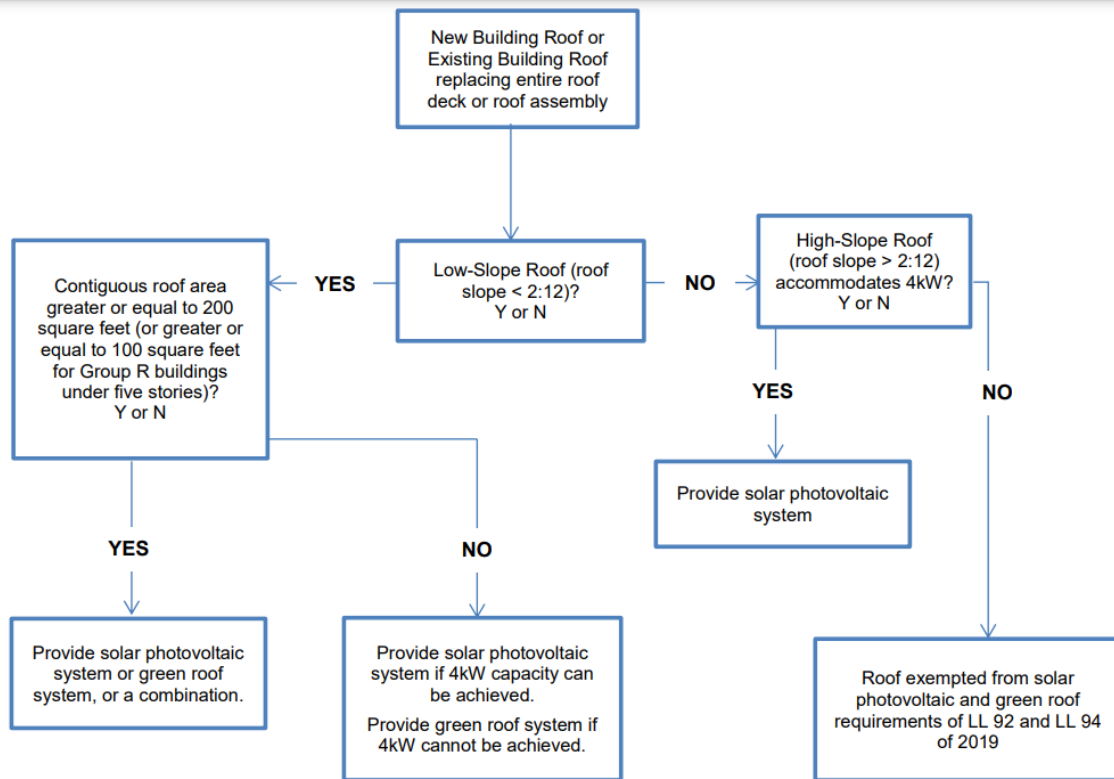 New Building Roof or
Existing Building Roof
replacing entire roof
deck or roof assembly
Low-Slope Roof (roof
slope < 2:12)?
Y or N
YES
NO
High-Slope Roof
(roof slope > 2:12)
accommodates 4kW?
Y or N
Contiguous roof area
greater or equal to 200
square feet (or greater or
equal to 100 square feet
for Group R buildings
under five stories)?
Y or N
YES
NO
Provide solar photovoltaic
system
YES
NO
Provide solar photovoltaic
system or green roof
system, or a combination.
Provide solar photovoltaic
system if 4kW capacity can
be achieved.
Provide green roof system if
4kW cannot be achieved.
Roof exempted from solar
photovoltaic and green roof
requirements of LL 92 and LL 94
of 2019